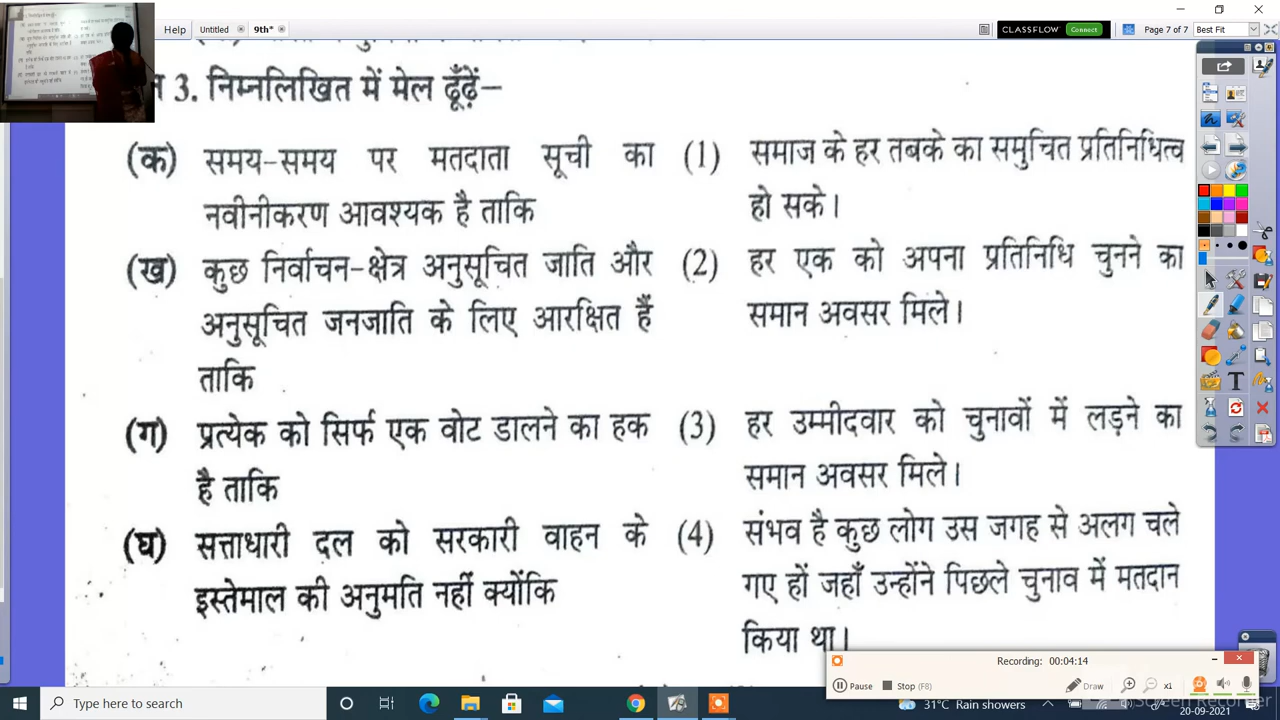 Help
Untitled
9th*
CLASSFLOW
Connect
Page 7 of 7
Best Fit
3. निम्नलिखित में मेल ढूँढ़ें–
(क) समय-समय पर मतदाता सूची का
नवीनीकरण आवश्यक है ताकि
(1) समाज के हर तबके का समुचित प्रतिनिधित्व
हो सके।
(ख) कुछ निर्वाचन-क्षेत्र अनुसूचित जाति और
अनुसूचित जनजाति के लिए आरक्षित हैं
ताकि
(2) हर एक को अपना प्रतिनिधि चुनने का
समान अवसर मिले।
(ग) प्रत्येक को सिर्फ एक वोट डालने का हक
है ताकि
(3) हर उम्मीदवार को चुनावों में लड़ने का
समान अवसर मिले।
(घ) सत्ताधारी दल को सरकारी वाहन के
इस्तेमाल की अनुमति नहीं क्योंकि
(4) संभव है कुछ लोग उस जगह से अलग चले
गए हों जहाँ उन्होंने पिछले चुनाव में मतदान
किया था।
Recording: 00:04:14
Pause
Stop (F8)
Draw
x1
Screencast-O-Matic
Type here to search
31°C Rain showers
20-09-2021